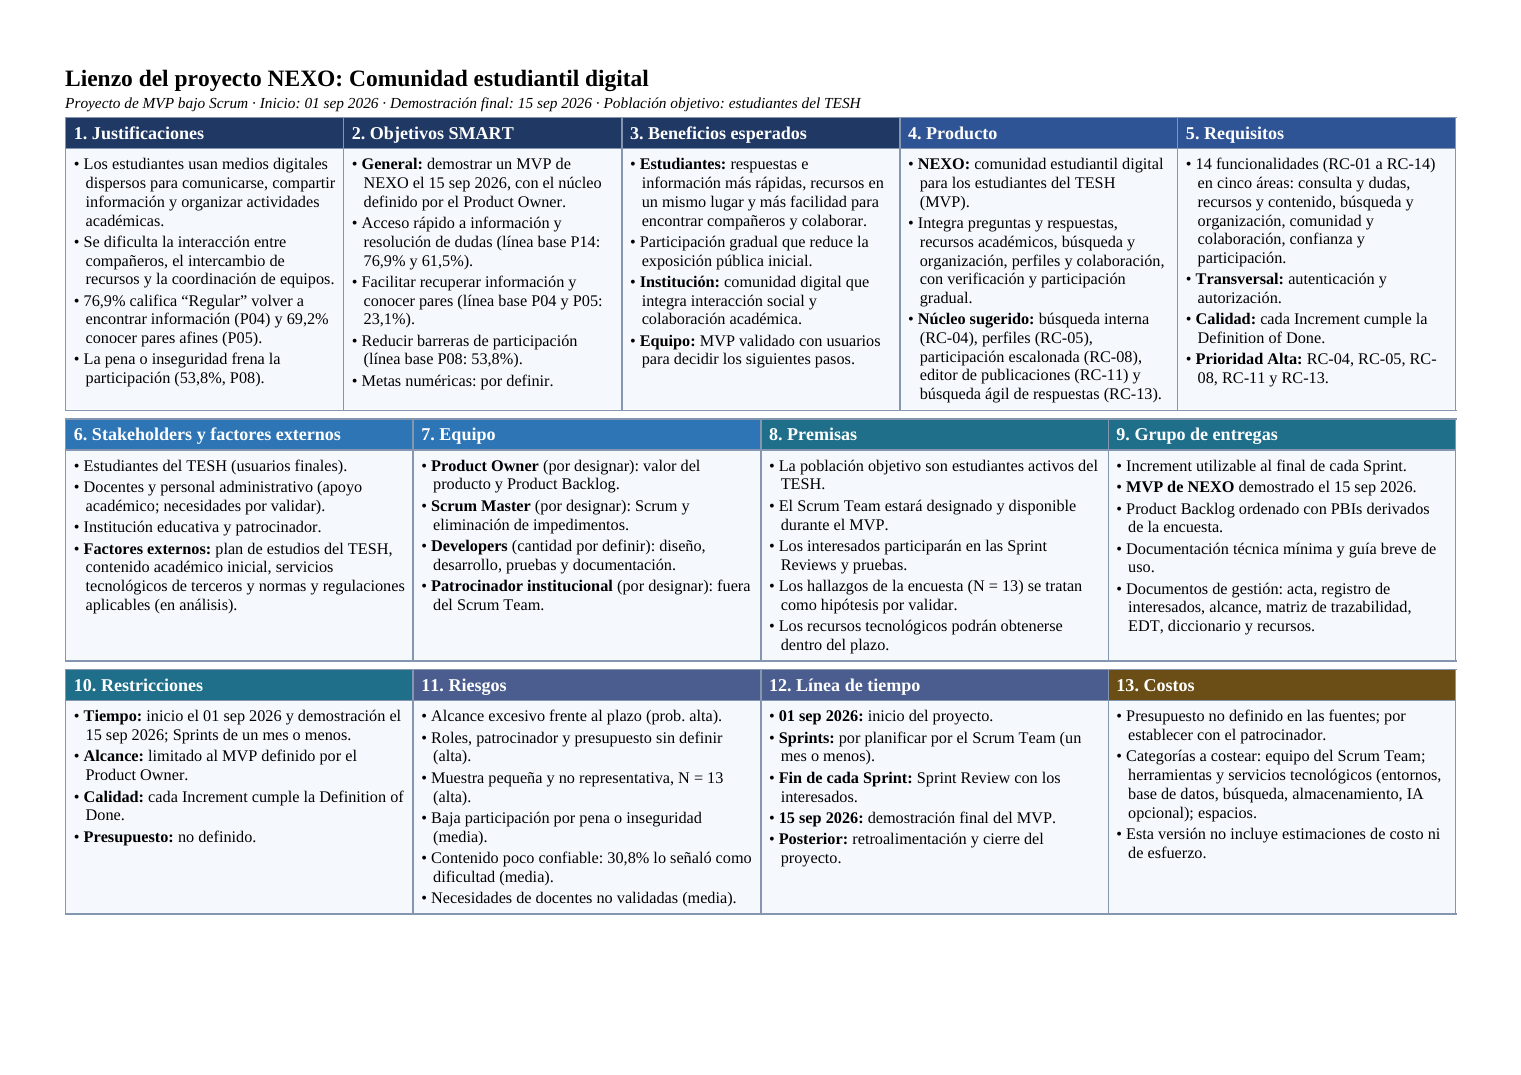 Lienzo del proyecto NEXO: Comunidad estudiantil digital
Proyecto de MVP bajo Scrum · Inicio: 01 sep 2026 · Demostración final: 15 sep 2026 · Población objetivo: estudiantes del TESH
1. Justificaciones
• Los estudiantes usan medios digitales
dispersos para comunicarse, compartir
información y organizar actividades
académicas.
• Se dificulta la interacción entre
compañeros, el intercambio de
recursos y la coordinación de equipos.
• 76,9% califica “Regular” volver a
encontrar información (P04) y 69,2%
conocer pares afines (P05).
• La pena o inseguridad frena la
participación (53,8%, P08).
2. Objetivos SMART
• General: demostrar un MVP de
NEXO el 15 sep 2026, con el núcleo
definido por el Product Owner.
• Acceso rápido a información y
resolución de dudas (línea base P14:
76,9% y 61,5%).
• Facilitar recuperar información y
conocer pares (línea base P04 y P05:
23,1%).
• Reducir barreras de participación
(línea base P08: 53,8%).
• Metas numéricas: por definir.
3. Beneficios esperados
• Estudiantes: respuestas e
información más rápidas, recursos en
un mismo lugar y más facilidad para
encontrar compañeros y colaborar.
• Participación gradual que reduce la
exposición pública inicial.
• Institución: comunidad digital que
integra interacción social y
colaboración académica.
• Equipo: MVP validado con usuarios
para decidir los siguientes pasos.
4. Producto
• NEXO: comunidad estudiantil digital
para los estudiantes del TESH
(MVP).
• Integra preguntas y respuestas,
recursos académicos, búsqueda y
organización, perfiles y colaboración,
con verificación y participación
gradual.
• Núcleo sugerido: búsqueda interna
(RC-04), perfiles (RC-05),
participación escalonada (RC-08),
editor de publicaciones (RC-11) y
búsqueda ágil de respuestas (RC-13).
5. Requisitos
• 14 funcionalidades (RC-01 a RC-14)
en cinco áreas: consulta y dudas,
recursos y contenido, búsqueda y
organización, comunidad y
colaboración, confianza y
participación.
• Transversal: autenticación y
autorización.
• Calidad: cada Increment cumple la
Definition of Done.
• Prioridad Alta: RC-04, RC-05, RC-
08, RC-11 y RC-13.
6. Stakeholders y factores externos
• Estudiantes del TESH (usuarios finales).
• Docentes y personal administrativo (apoyo
académico; necesidades por validar).
• Institución educativa y patrocinador.
• Factores externos: plan de estudios del TESH,
contenido académico inicial, servicios
tecnológicos de terceros y normas y regulaciones
aplicables (en análisis).
7. Equipo
• Product Owner (por designar): valor del
producto y Product Backlog.
• Scrum Master (por designar): Scrum y
eliminación de impedimentos.
• Developers (cantidad por definir): diseño,
desarrollo, pruebas y documentación.
• Patrocinador institucional (por designar): fuera
del Scrum Team.
8. Premisas
• La población objetivo son estudiantes activos del
TESH.
• El Scrum Team estará designado y disponible
durante el MVP.
• Los interesados participarán en las Sprint
Reviews y pruebas.
• Los hallazgos de la encuesta (N = 13) se tratan
como hipótesis por validar.
• Los recursos tecnológicos podrán obtenerse
dentro del plazo.
9. Grupo de entregas
• Increment utilizable al final de cada Sprint.
• MVP de NEXO demostrado el 15 sep 2026.
• Product Backlog ordenado con PBIs derivados
de la encuesta.
• Documentación técnica mínima y guía breve de
uso.
• Documentos de gestión: acta, registro de
interesados, alcance, matriz de trazabilidad,
EDT, diccionario y recursos.
10. Restricciones
• Tiempo: inicio el 01 sep 2026 y demostración el
15 sep 2026; Sprints de un mes o menos.
• Alcance: limitado al MVP definido por el
Product Owner.
• Calidad: cada Increment cumple la Definition of
Done.
• Presupuesto: no definido.
11. Riesgos
• Alcance excesivo frente al plazo (prob. alta).
• Roles, patrocinador y presupuesto sin definir
(alta).
• Muestra pequeña y no representativa, N = 13
(alta).
• Baja participación por pena o inseguridad
(media).
• Contenido poco confiable: 30,8% lo señaló como
dificultad (media).
• Necesidades de docentes no validadas (media).
12. Línea de tiempo
• 01 sep 2026: inicio del proyecto.
• Sprints: por planificar por el Scrum Team (un
mes o menos).
• Fin de cada Sprint: Sprint Review con los
interesados.
• 15 sep 2026: demostración final del MVP.
• Posterior: retroalimentación y cierre del
proyecto.
13. Costos
• Presupuesto no definido en las fuentes; por
establecer con el patrocinador.
• Categorías a costear: equipo del Scrum Team;
herramientas y servicios tecnológicos (entornos,
base de datos, búsqueda, almacenamiento, IA
opcional); espacios.
• Esta versión no incluye estimaciones de costo ni
de esfuerzo.